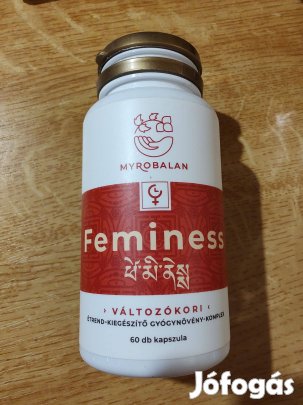 MYROBALAN
Feminess
ཕེ་མི་ནེསྶ
› VÁLTOZÓKORI ‹
ÉTREND-KIEGÉSZÍTŐ GYÓGYNÖVÉNY-KOMPLEX
60 db kapszula
Jófogás